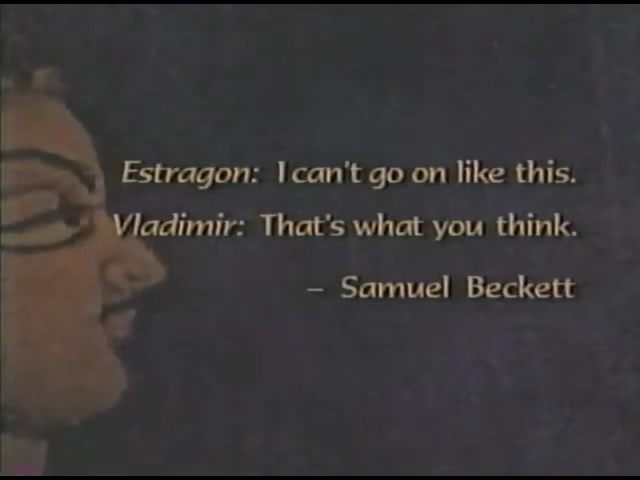 Estragon: I can't go on like this.
Vladimir: That's what you think.
– Samuel Beckett